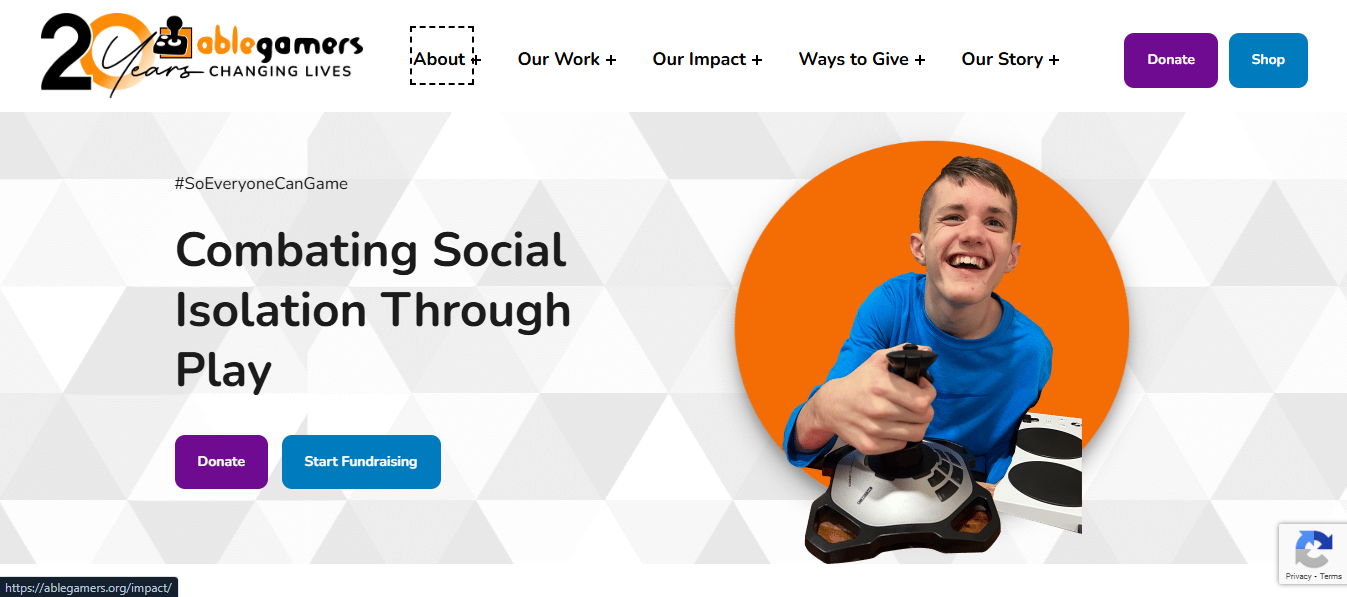 20 Years ablegamers
CHANGING LIVES
About + Our Work + Our Impact + Ways to Give + Our Story + Donate Shop
#SoEveryoneCanGame
Combating Social
Isolation Through
Play
Donate Start Fundraising
Privacy - Terms
https://ablegamers.org/impact/